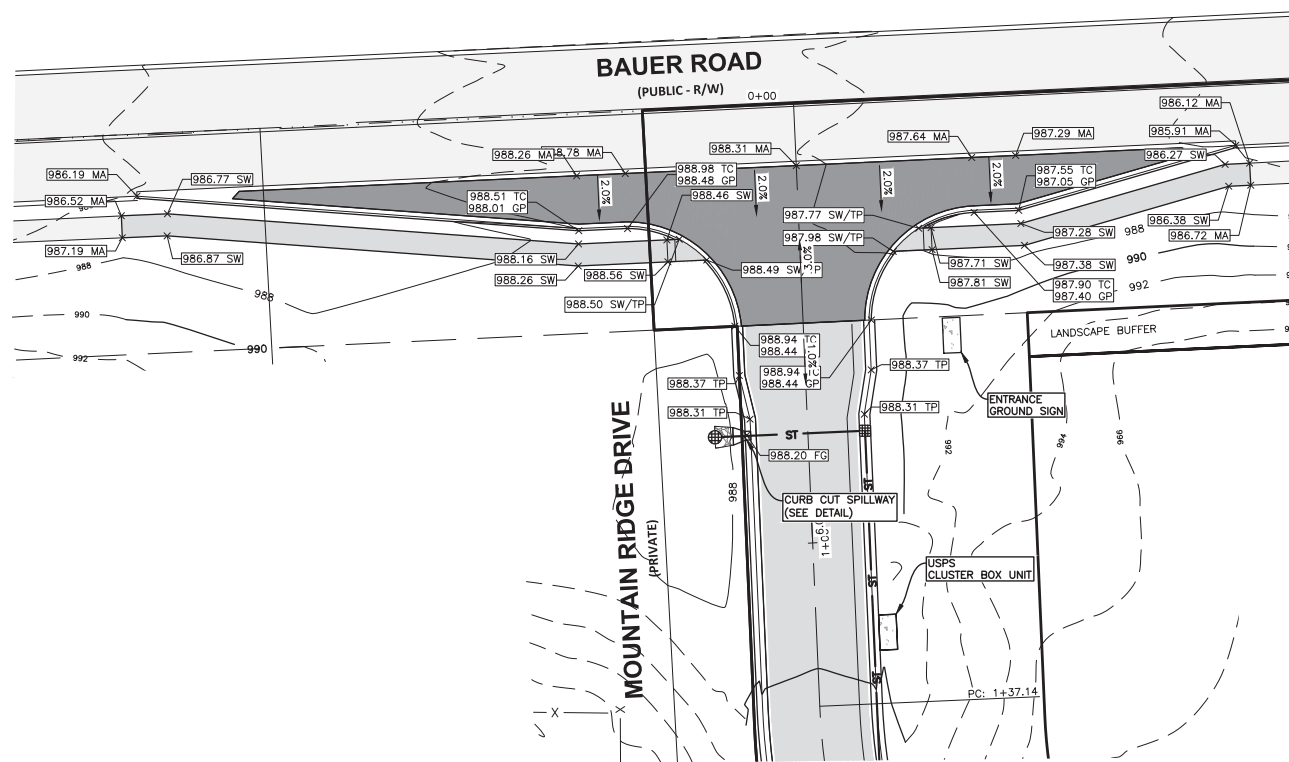 BAUER ROAD
(PUBLIC - R/W)
0+00
986.12 MA
985.91 MA
986.27 SW
987.64 MA
987.29 MA
988.31 MA
988.26 MA
8.78 MA
988.98 TC
988.48 GP
987.55 TC
987.05 GP
986.19 MA
986.77 SW
986.52 MA
988.51 TC
988.01 GP
988.46 SW
2.0%
2.0%
2.0%
2.0%
987.77 SW/TP
987.98 SW/TP
986.38 SW
986.72 MA
987.28 SW
988
987.19 MA
986.87 SW
988.16 SW
988.26 SW
988.56 SW
988.49 SW/TP
3.0%
987.71 SW
987.81 SW
987.38 SW
990
992
988
988
988.50 SW/TP
987.90 TC
987.40 GP
990
990
992
LANDSCAPE BUFFER
988.94 TC
988.44
1.0%
988.94 TC
988.44 GP
988.37 TP
988.37 TP
988.31 TP
988.31 TP
ENTRANCE
GROUND SIGN
ST
988.20 FG
992
994
996
988
CURB CUT SPILLWAY
(SEE DETAIL)
ST
MOUNTAIN RIDGE DRIVE
(PRIVATE)
USPS
CLUSTER BOX UNIT
ST
ST
PC: 1+37.14
X
X